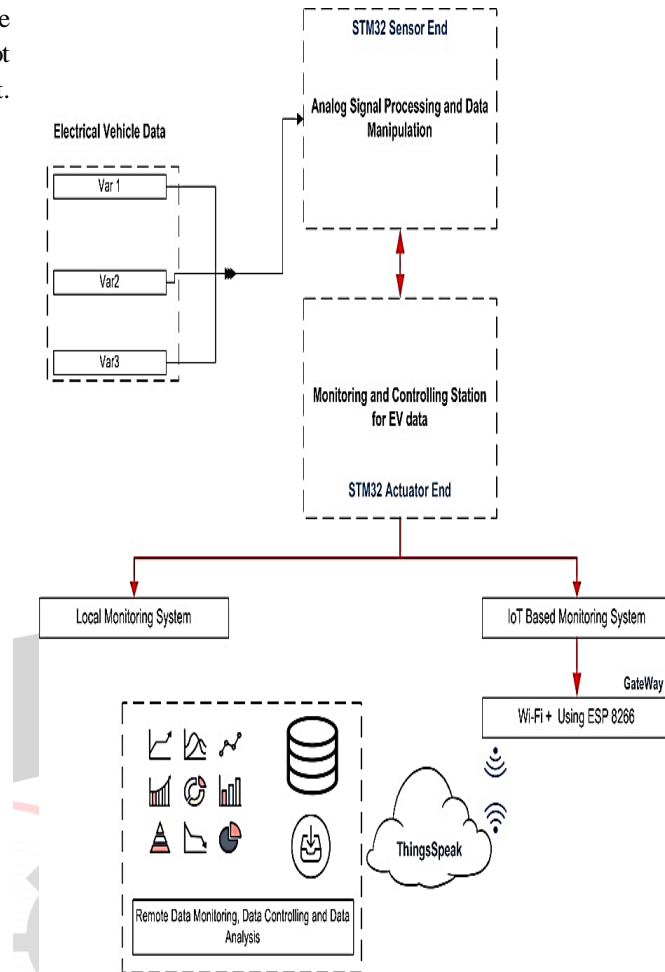 e
ot
t.
STM32 Sensor End
Analog Signal Processing and Data
Manipulation
Electrical Vehicle Data
Var 1
Var2
Var3
Monitoring and Controlling Station
for EV data
STM32 Actuator End
Local Monitoring System
IoT Based Monitoring System
GateWay
Wi-Fi + Using ESP 8266
ThingsSpeak
Remote Data Monitoring, Data Controlling and Data
Analysis